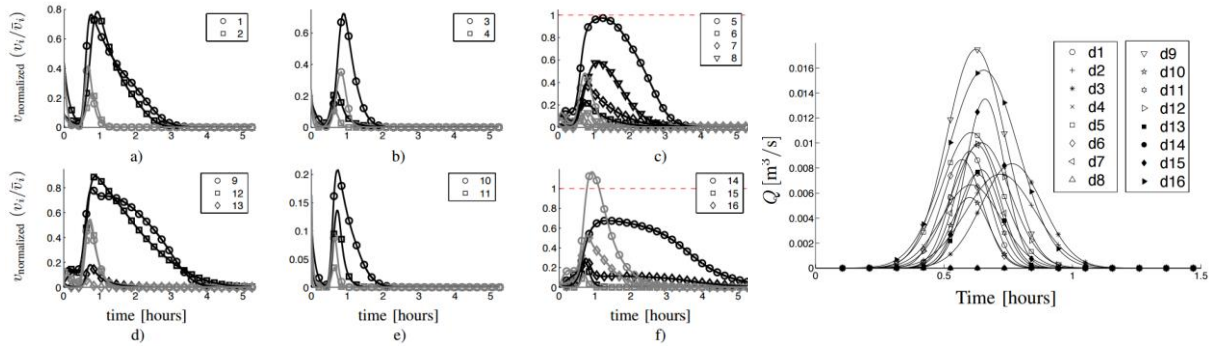 v_normalized (v_i/v̄_i)
0.8
0.6
0.4
0.2
0
0 1 2 3 4 5
1
2
a)
0.8
0.6
0.4
0.2
0
0 1 2 3 4 5
3
4
b)
1
0.8
0.6
0.4
0.2
0
0 1 2 3 4 5
5
6
7
8
c)
v_normalized (v_i/v̄_i)
1
0.8
0.6
0.4
0.2
0
0 1 2 3 4 5
9
12
13
time [hours]
d)
0.2
0.15
0.1
0.05
0
0 1 2 3 4 5
10
11
time [hours]
e)
1
0.8
0.6
0.4
0.2
0
0 1 2 3 4 5
14
15
16
time [hours]
f)
Q [m³/s]
0.016
0.014
0.012
0.01
0.008
0.006
0.004
0.002
0
0 0.5 1 1.5
Time [hours]
d1
d2
d3
d4
d5
d6
d7
d8
d9
d10
d11
d12
d13
d14
d15
d16